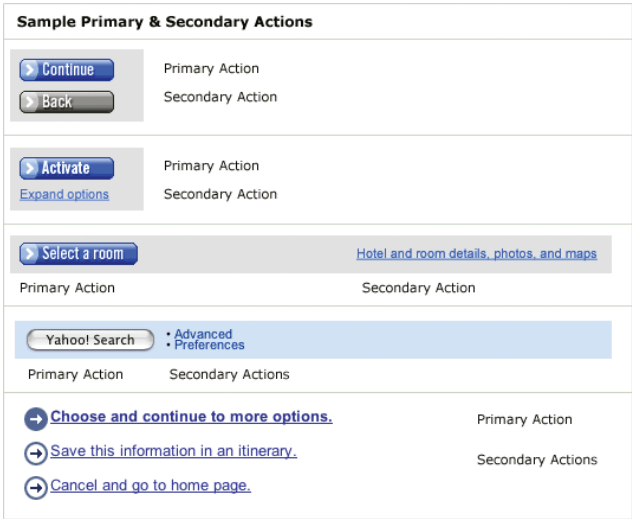 Sample Primary & Secondary Actions
Continue Primary Action
Back Secondary Action
Activate Primary Action
Expand options Secondary Action
Select a room Hotel and room details, photos, and maps
Primary Action Secondary Action
Yahoo! Search • Advanced
• Preferences
Primary Action Secondary Actions
Choose and continue to more options. Primary Action
Save this information in an itinerary.
Secondary Actions
Cancel and go to home page.